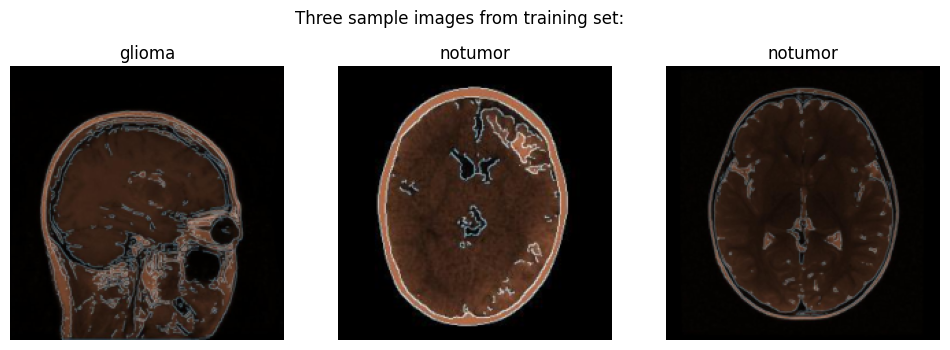 Three sample images from training set:
glioma
notumor
notumor